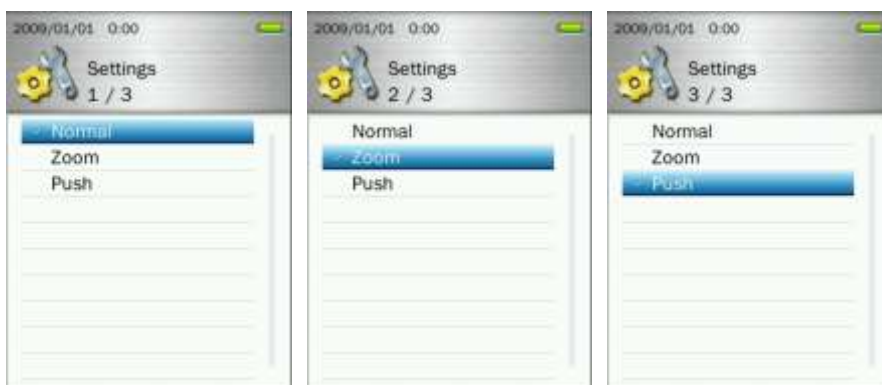 2009/01/01 0:00
Settings
1 / 3
Normal
Zoom
Push
2009/01/01 0:00
Settings
2 / 3
Normal
Zoom
Push
2009/01/01 0:00
Settings
3 / 3
Normal
Zoom
Push